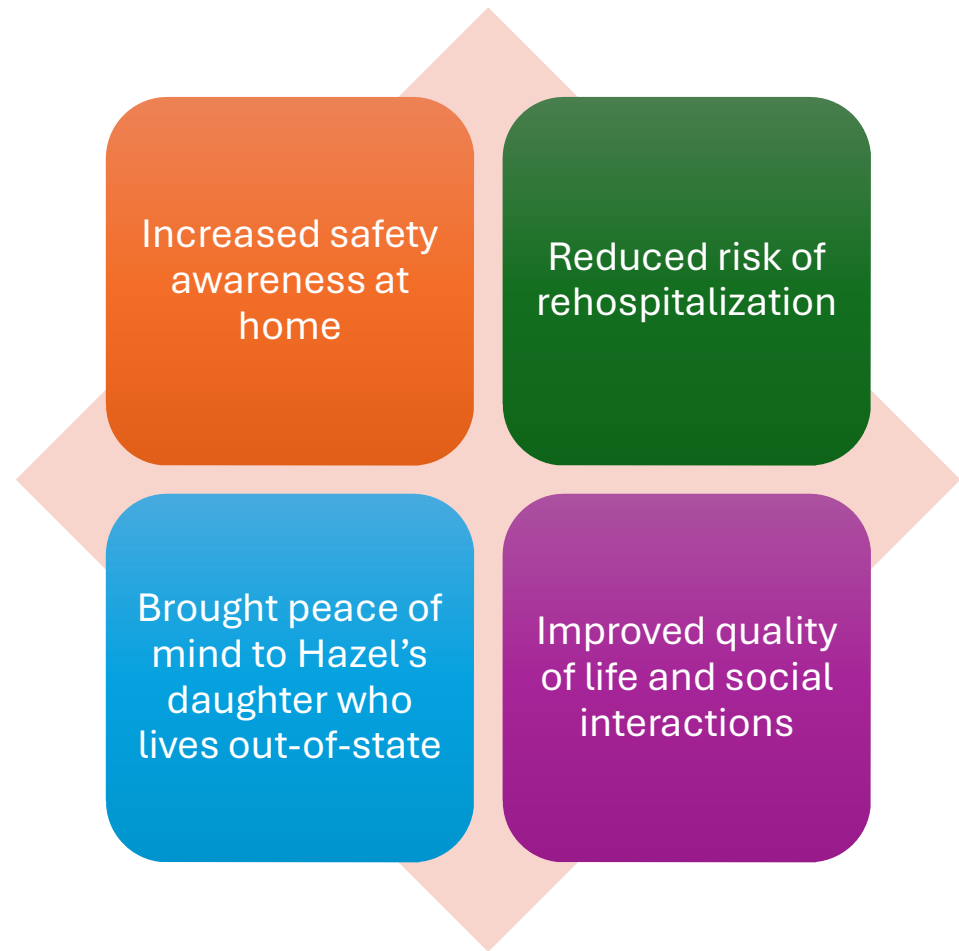 Increased safety
awareness at
home
Reduced risk of
rehospitalization
Brought peace of
mind to Hazel’s
daughter who
lives out-of-state
Improved quality
of life and social
interactions